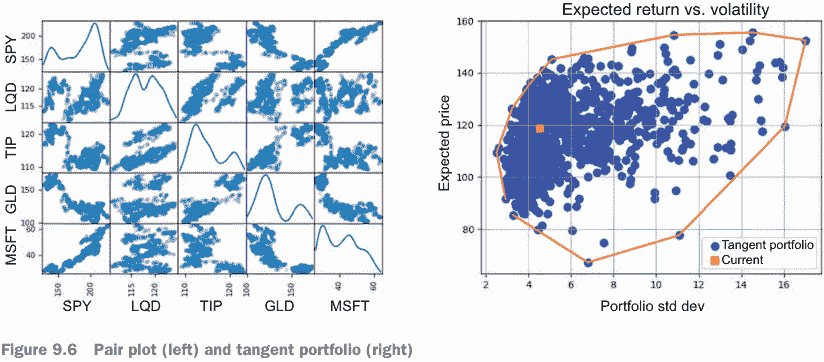 SPY
200
150
LQD
120
115
TIP
120
110
GLD
150
100
MSFT
60
40
150
200
115
120
110
120
100
150
40
60
SPY
LQD
TIP
GLD
MSFT
Expected return vs. volatility
Expected price
160
140
120
100
80
2
4
6
8
10
12
14
16
Portfolio std dev
Tangent portfolio
Current
Figure 9.6 Pair plot (left) and tangent portfolio (right)